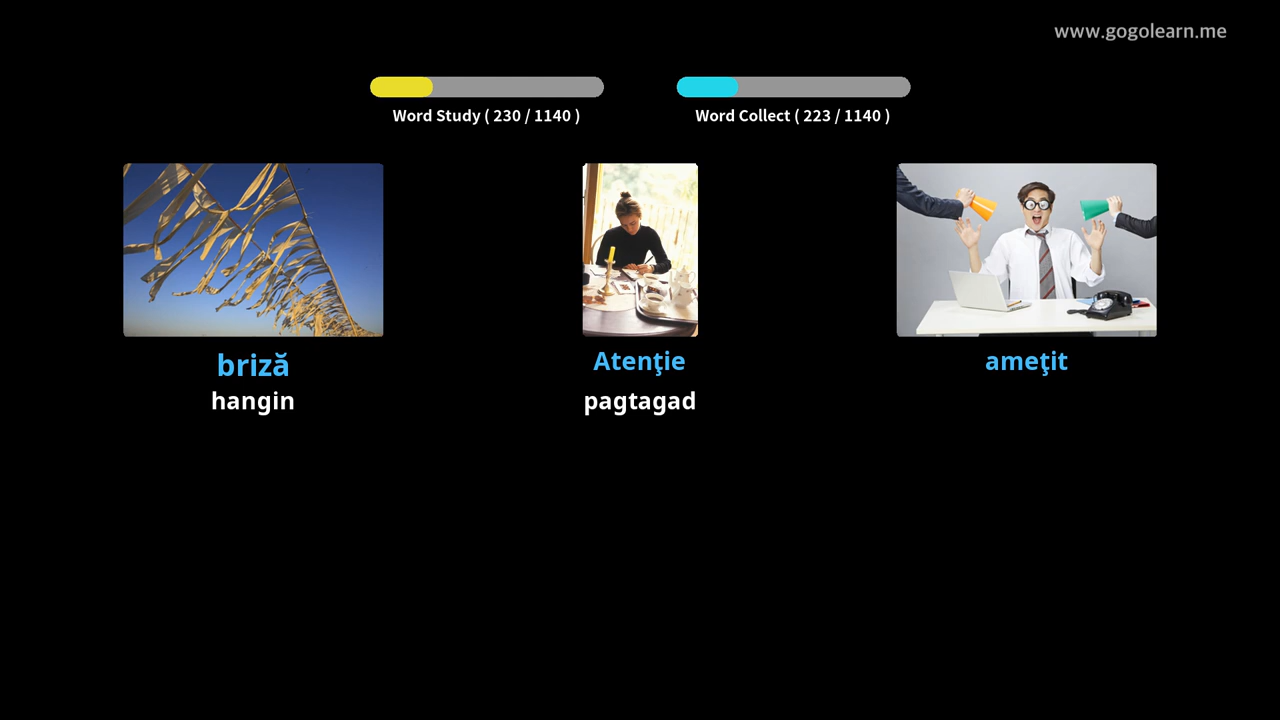 www.gogolearn.me
Word Study ( 230 / 1140 )
Word Collect ( 223 / 1140 )
briză
hangin
Atenţie
pagtagad
ameţit